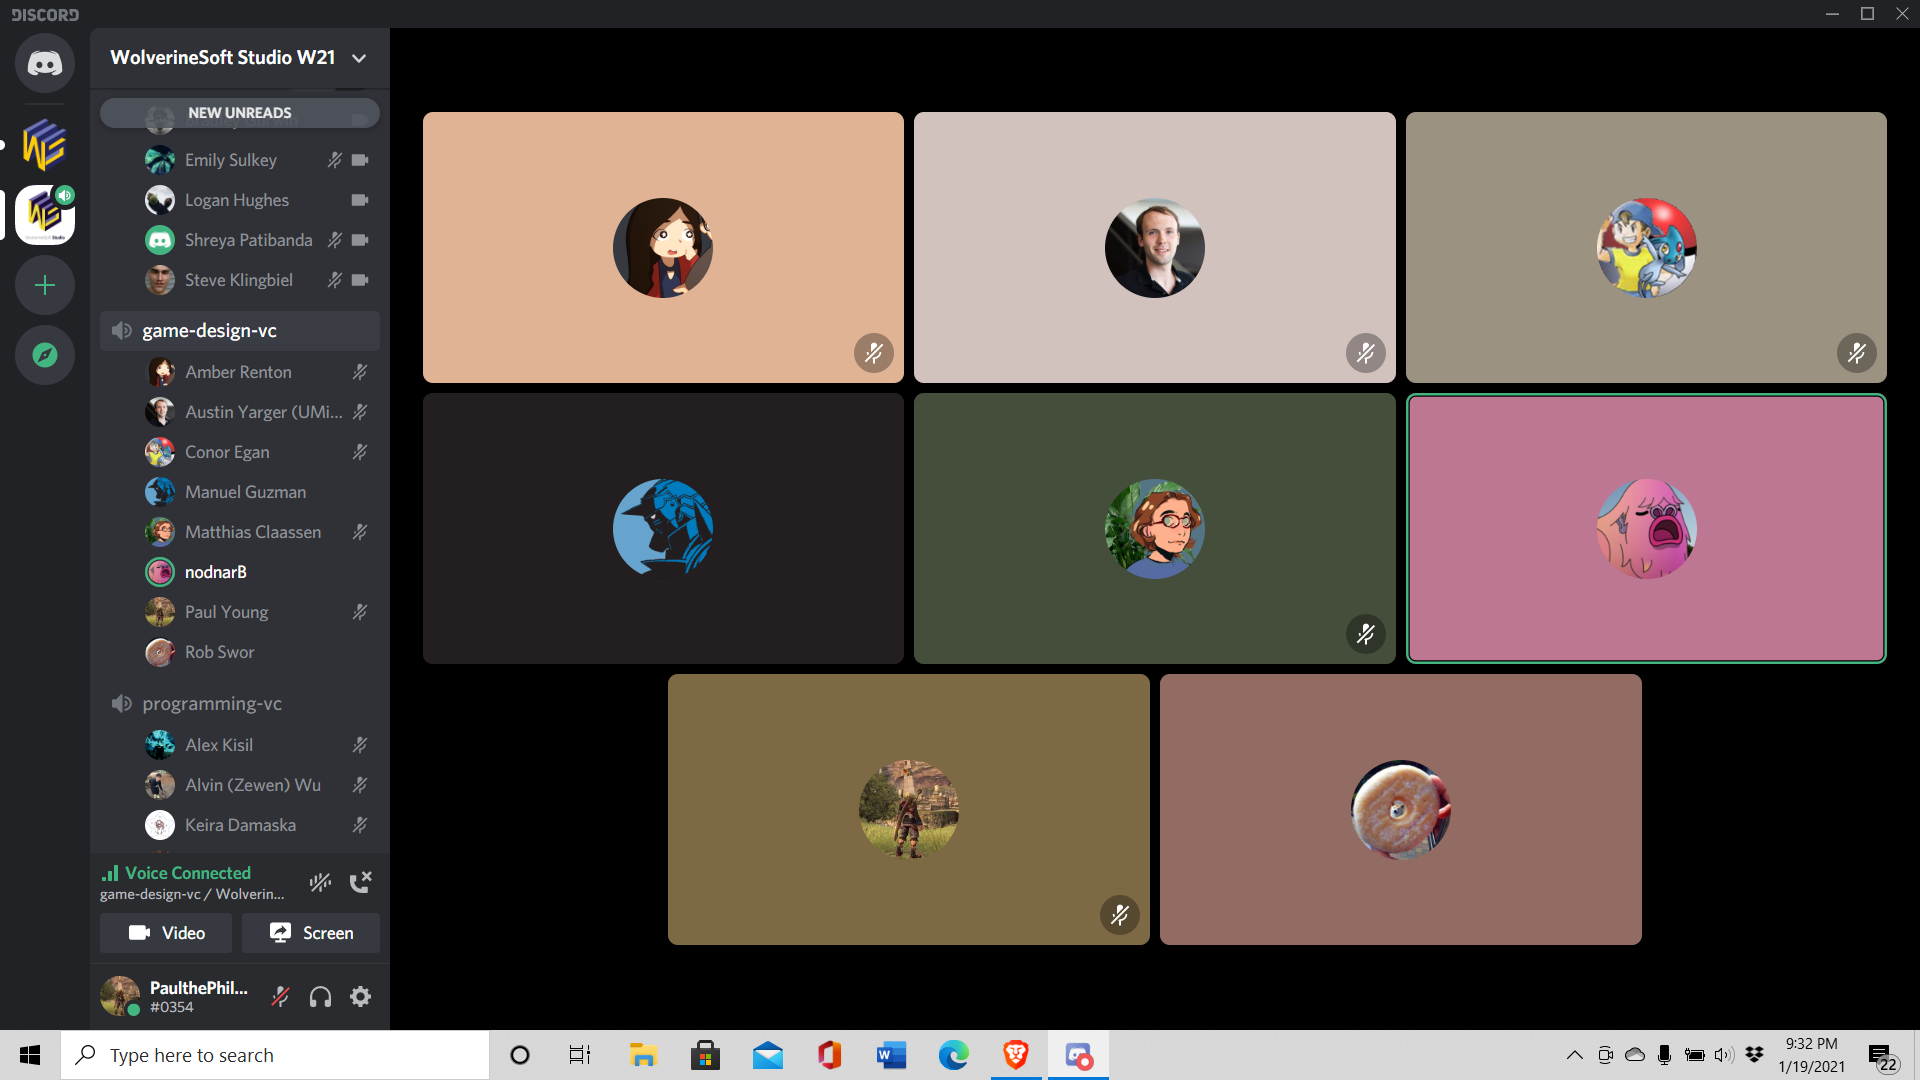 DISCORD
WolverineSoft Studio W21
NEW UNREADS
Emily Sulkey
Logan Hughes
Shreya Patibanda
Steve Klingbiel
game-design-vc
Amber Renton
Austin Yarger (UMi...
Conor Egan
Manuel Guzman
Matthias Claassen
nodnarB
Paul Young
Rob Swor
programming-vc
Alex Kisil
Alvin (Zewen) Wu
Keira Damaska
Voice Connected
game-design-vc / Wolverin...
Video
Screen
PaulthePhil...
#0354
Type here to search
9:32 PM
1/19/2021
22